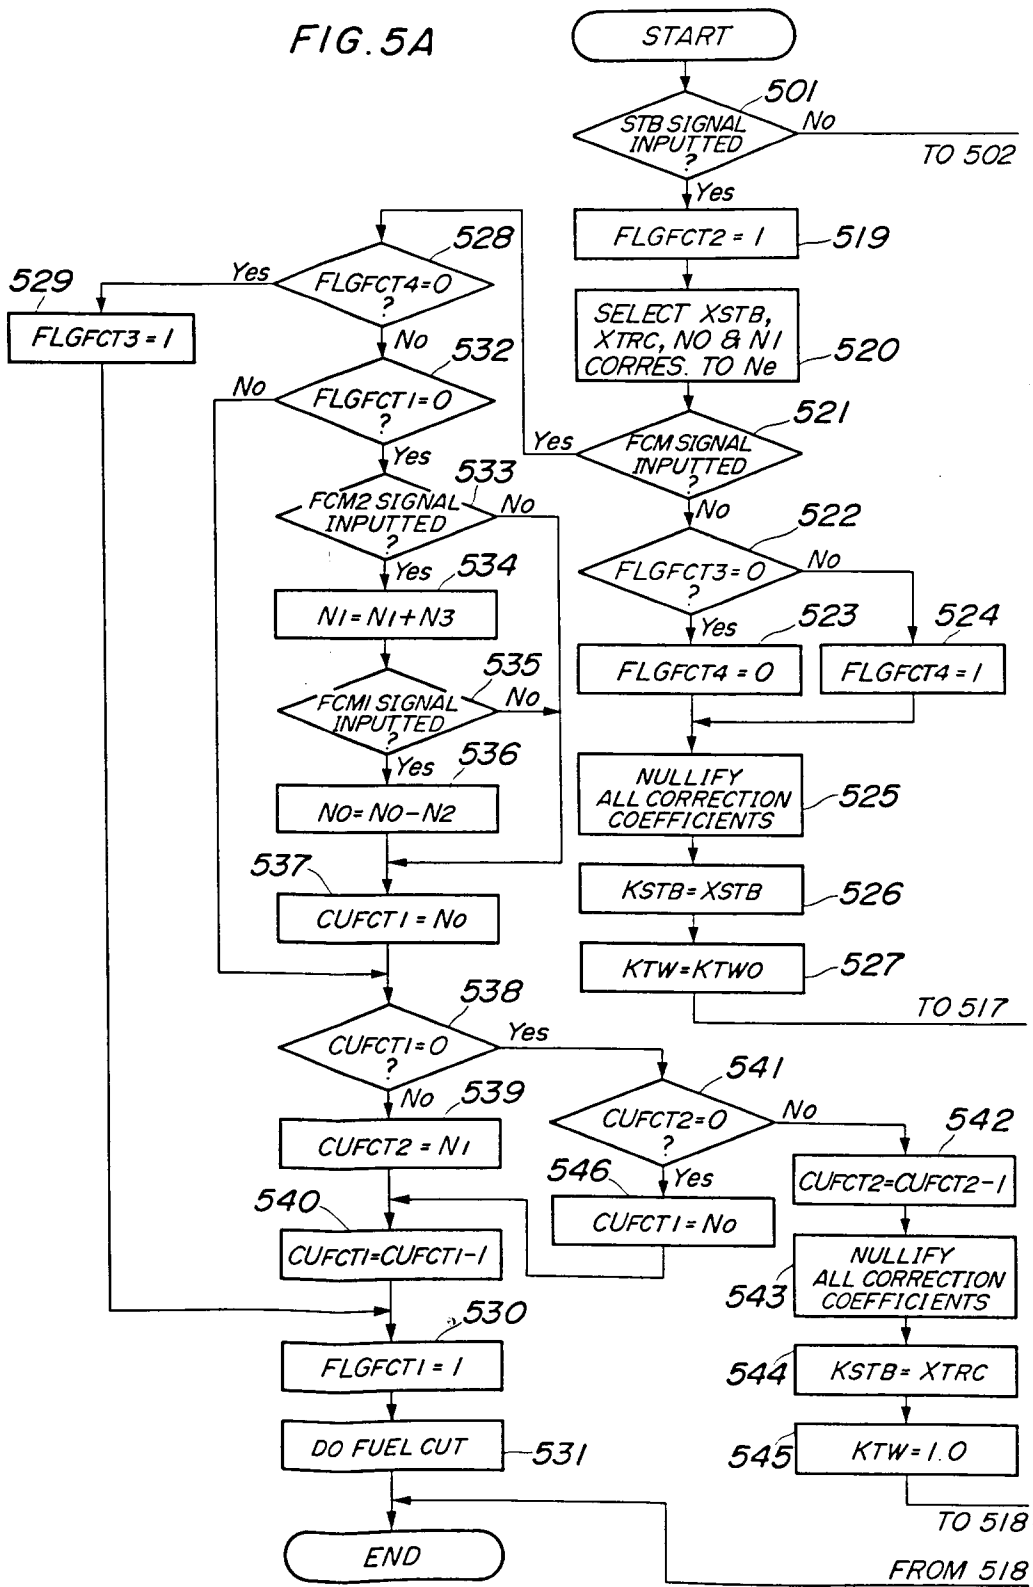 FIG. 5A
START
501
STB SIGNAL
INPUTTED
?
No
TO 502
Yes
FLGFCT2 = 1
519
SELECT XSTB,
XTRC, NO & N1
CORRES. TO Ne
520
521
FCM SIGNAL
INPUTTED
?
Yes
No
522
FLGFCT3=0
?
No
Yes
523
FLGFCT4 = 0
524
FLGFCT4 = 1
NULLIFY
ALL CORRECTION
COEFFICIENTS
525
KSTB = XSTB
526
KTW = KTWO
527
TO 517
528
FLGFCT4=0
?
Yes
529
FLGFCT3 = 1
No
532
FLGFCT1=0
?
No
Yes
533
FCM2 SIGNAL
INPUTTED
?
No
Yes
534
N1=N1+N3
535
FCM1 SIGNAL
INPUTTED
?
No
Yes
536
NO=NO-N2
537
CUFCT1 = No
538
CUFCT1=0
?
Yes
No
539
CUFCT2 = N1
540
CUFCT1=CUFCT1-1
541
CUFCT2=0
?
No
Yes
546
CUFCT1 = No
542
CUFCT2=CUFCT2-1
NULLIFY
ALL CORRECTION
COEFFICIENTS
543
KSTB = XTRC
544
KTW = 1.0
545
TO 518
530
FLGFCT1 = 1
DO FUEL CUT
531
END
FROM 518